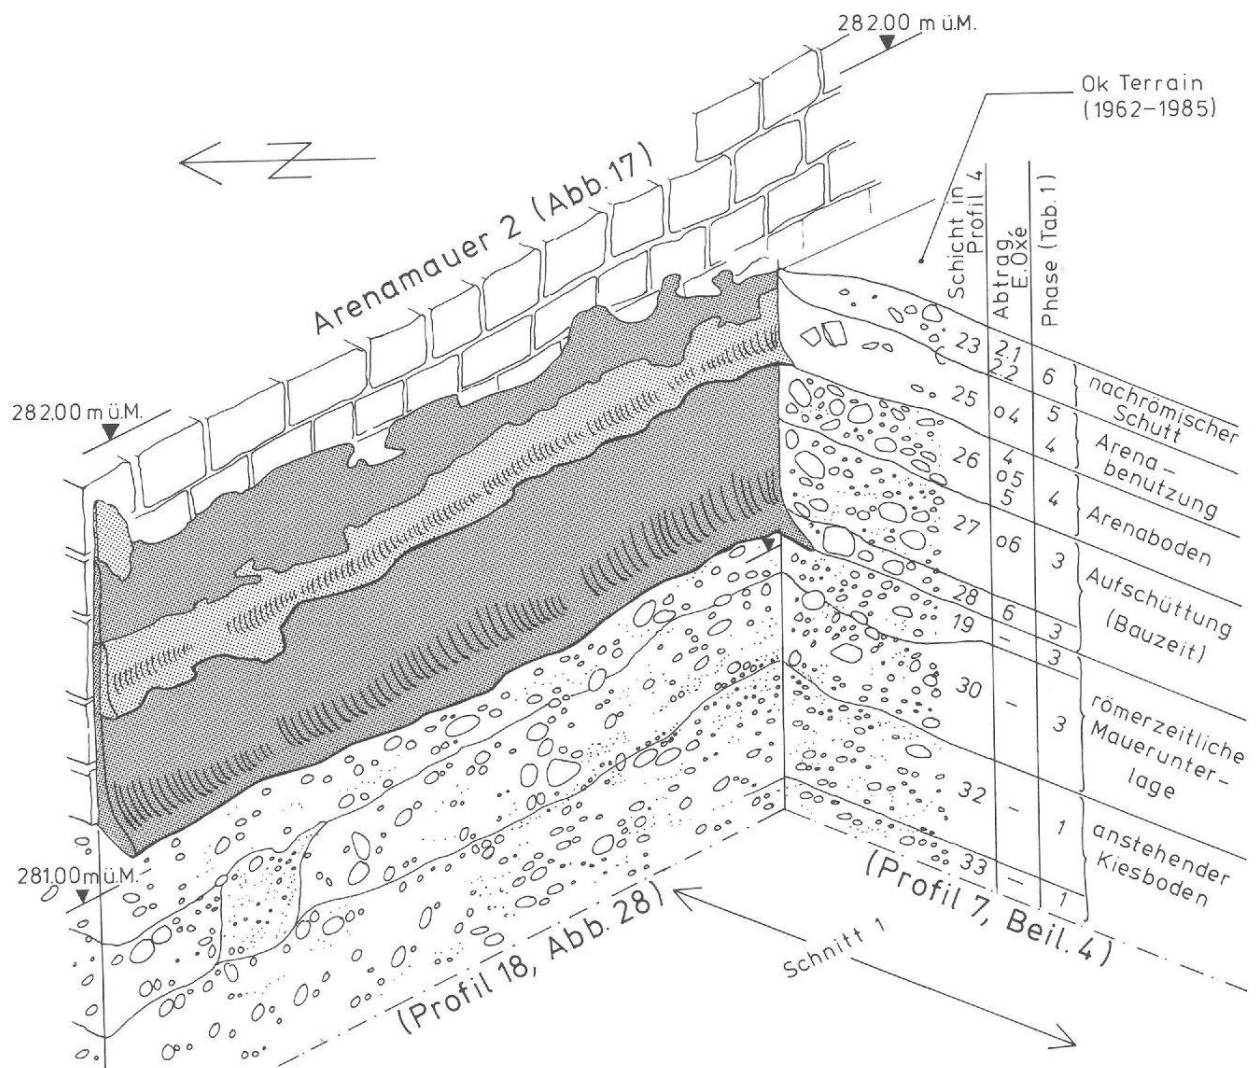 282.00 m ü.M.
Ok Terrain
(1962–1985)
Arenamauer 2 (Abb. 17)
Schicht in
Profil 4
Abtrag,
E. Oxé
Phase (Tab. 1)
282.00 m ü.M.
23 2.1
2.2 6
nachrömischer
Schutt
25 o4 5
4
Arena–
benutzung
26 4
o5
5 4
Arenaboden
27 o6 3
Aufschüttung
(Bauzeit)
28 6 3
19 – 3
30 – 3
römerzeitliche
Mauerunter–
lage
32 – 1
anstehender
Kiesboden
33 – 1
281.00 m ü.M.
(Profil 18, Abb. 28)
(Profil 7, Beil. 4)
Schnitt 1